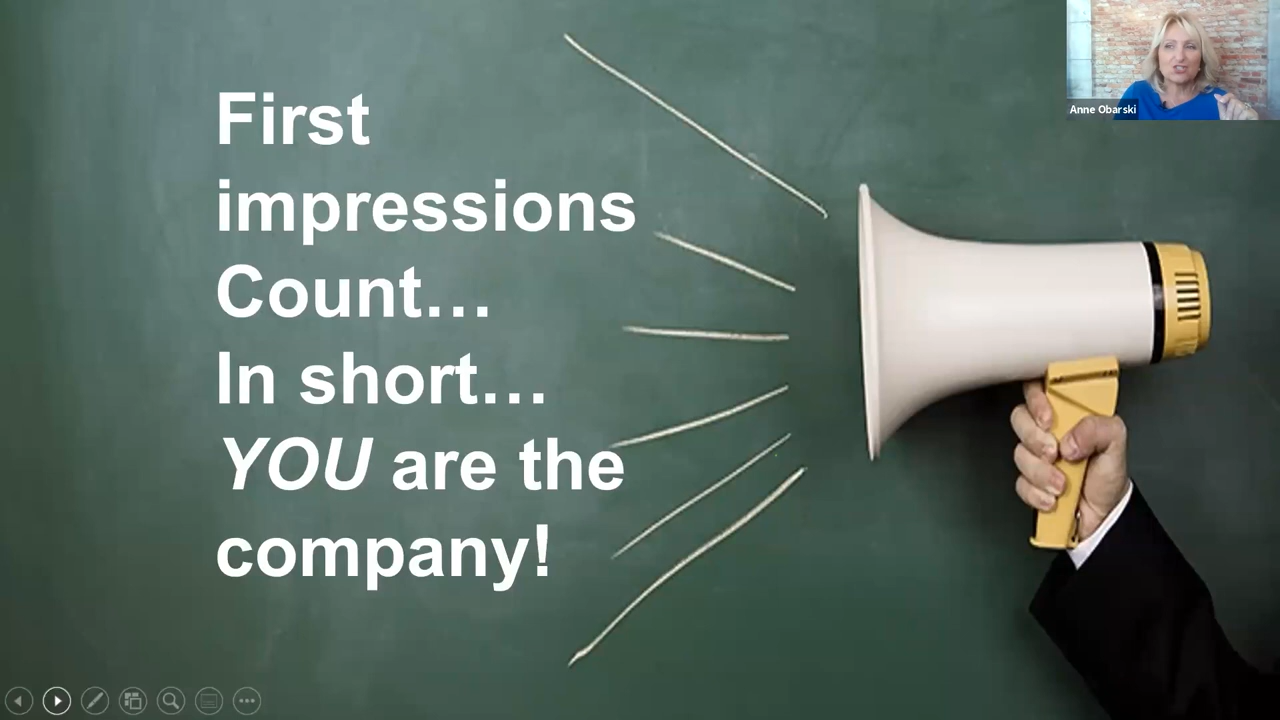 First
impressions
Count…
In short…
YOU are the
company!
Anne Obarski